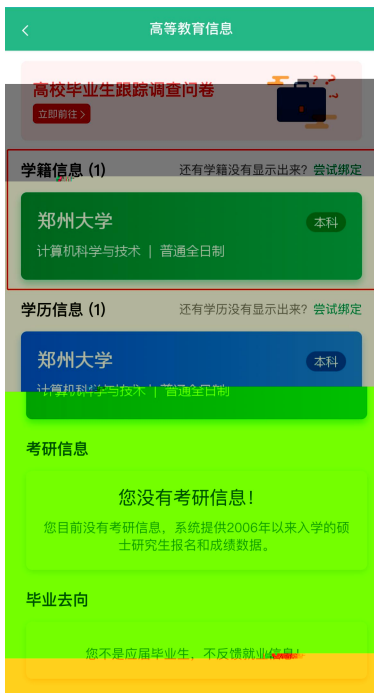 高等教育信息
高校毕业生跟踪调查问卷
立即前往 >
学籍信息 (1) 还有学籍没有显示出来？尝试绑定
郑州大学 本科
计算机科学与技术 | 普通全日制
学历信息 (1) 还有学历没有显示出来？尝试绑定
郑州大学 本科
计算机科学与技术 | 普通全日制
考研信息
您没有考研信息！
您目前没有考研信息，系统提供2006年以来入学的硕
士研究生报名和成绩数据。
毕业去向
您不是应届毕业生，不反馈就业信息！